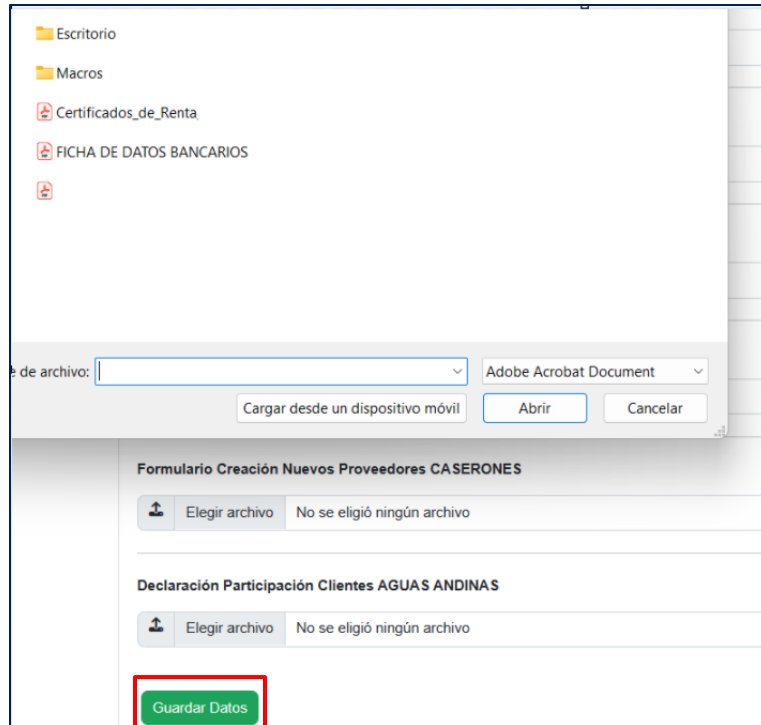 Escritorio
Macros
Certificados_de_Renta
FICHA DE DATOS BANCARIOS
de archivo:
Adobe Acrobat Document
Cargar desde un dispositivo móvil
Abrir
Cancelar
Formulario Creación Nuevos Proveedores CASERONES
Elegir archivo No se eligió ningún archivo
Declaración Participación Clientes AGUAS ANDINAS
Elegir archivo No se eligió ningún archivo
Guardar Datos